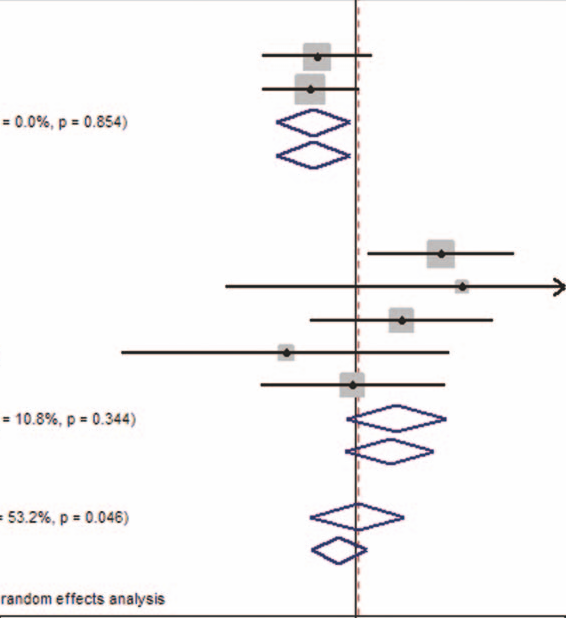 = 0.0%, p = 0.854)
= 10.8%, p = 0.344)
= 53.2%, p = 0.046)
random effects analysis